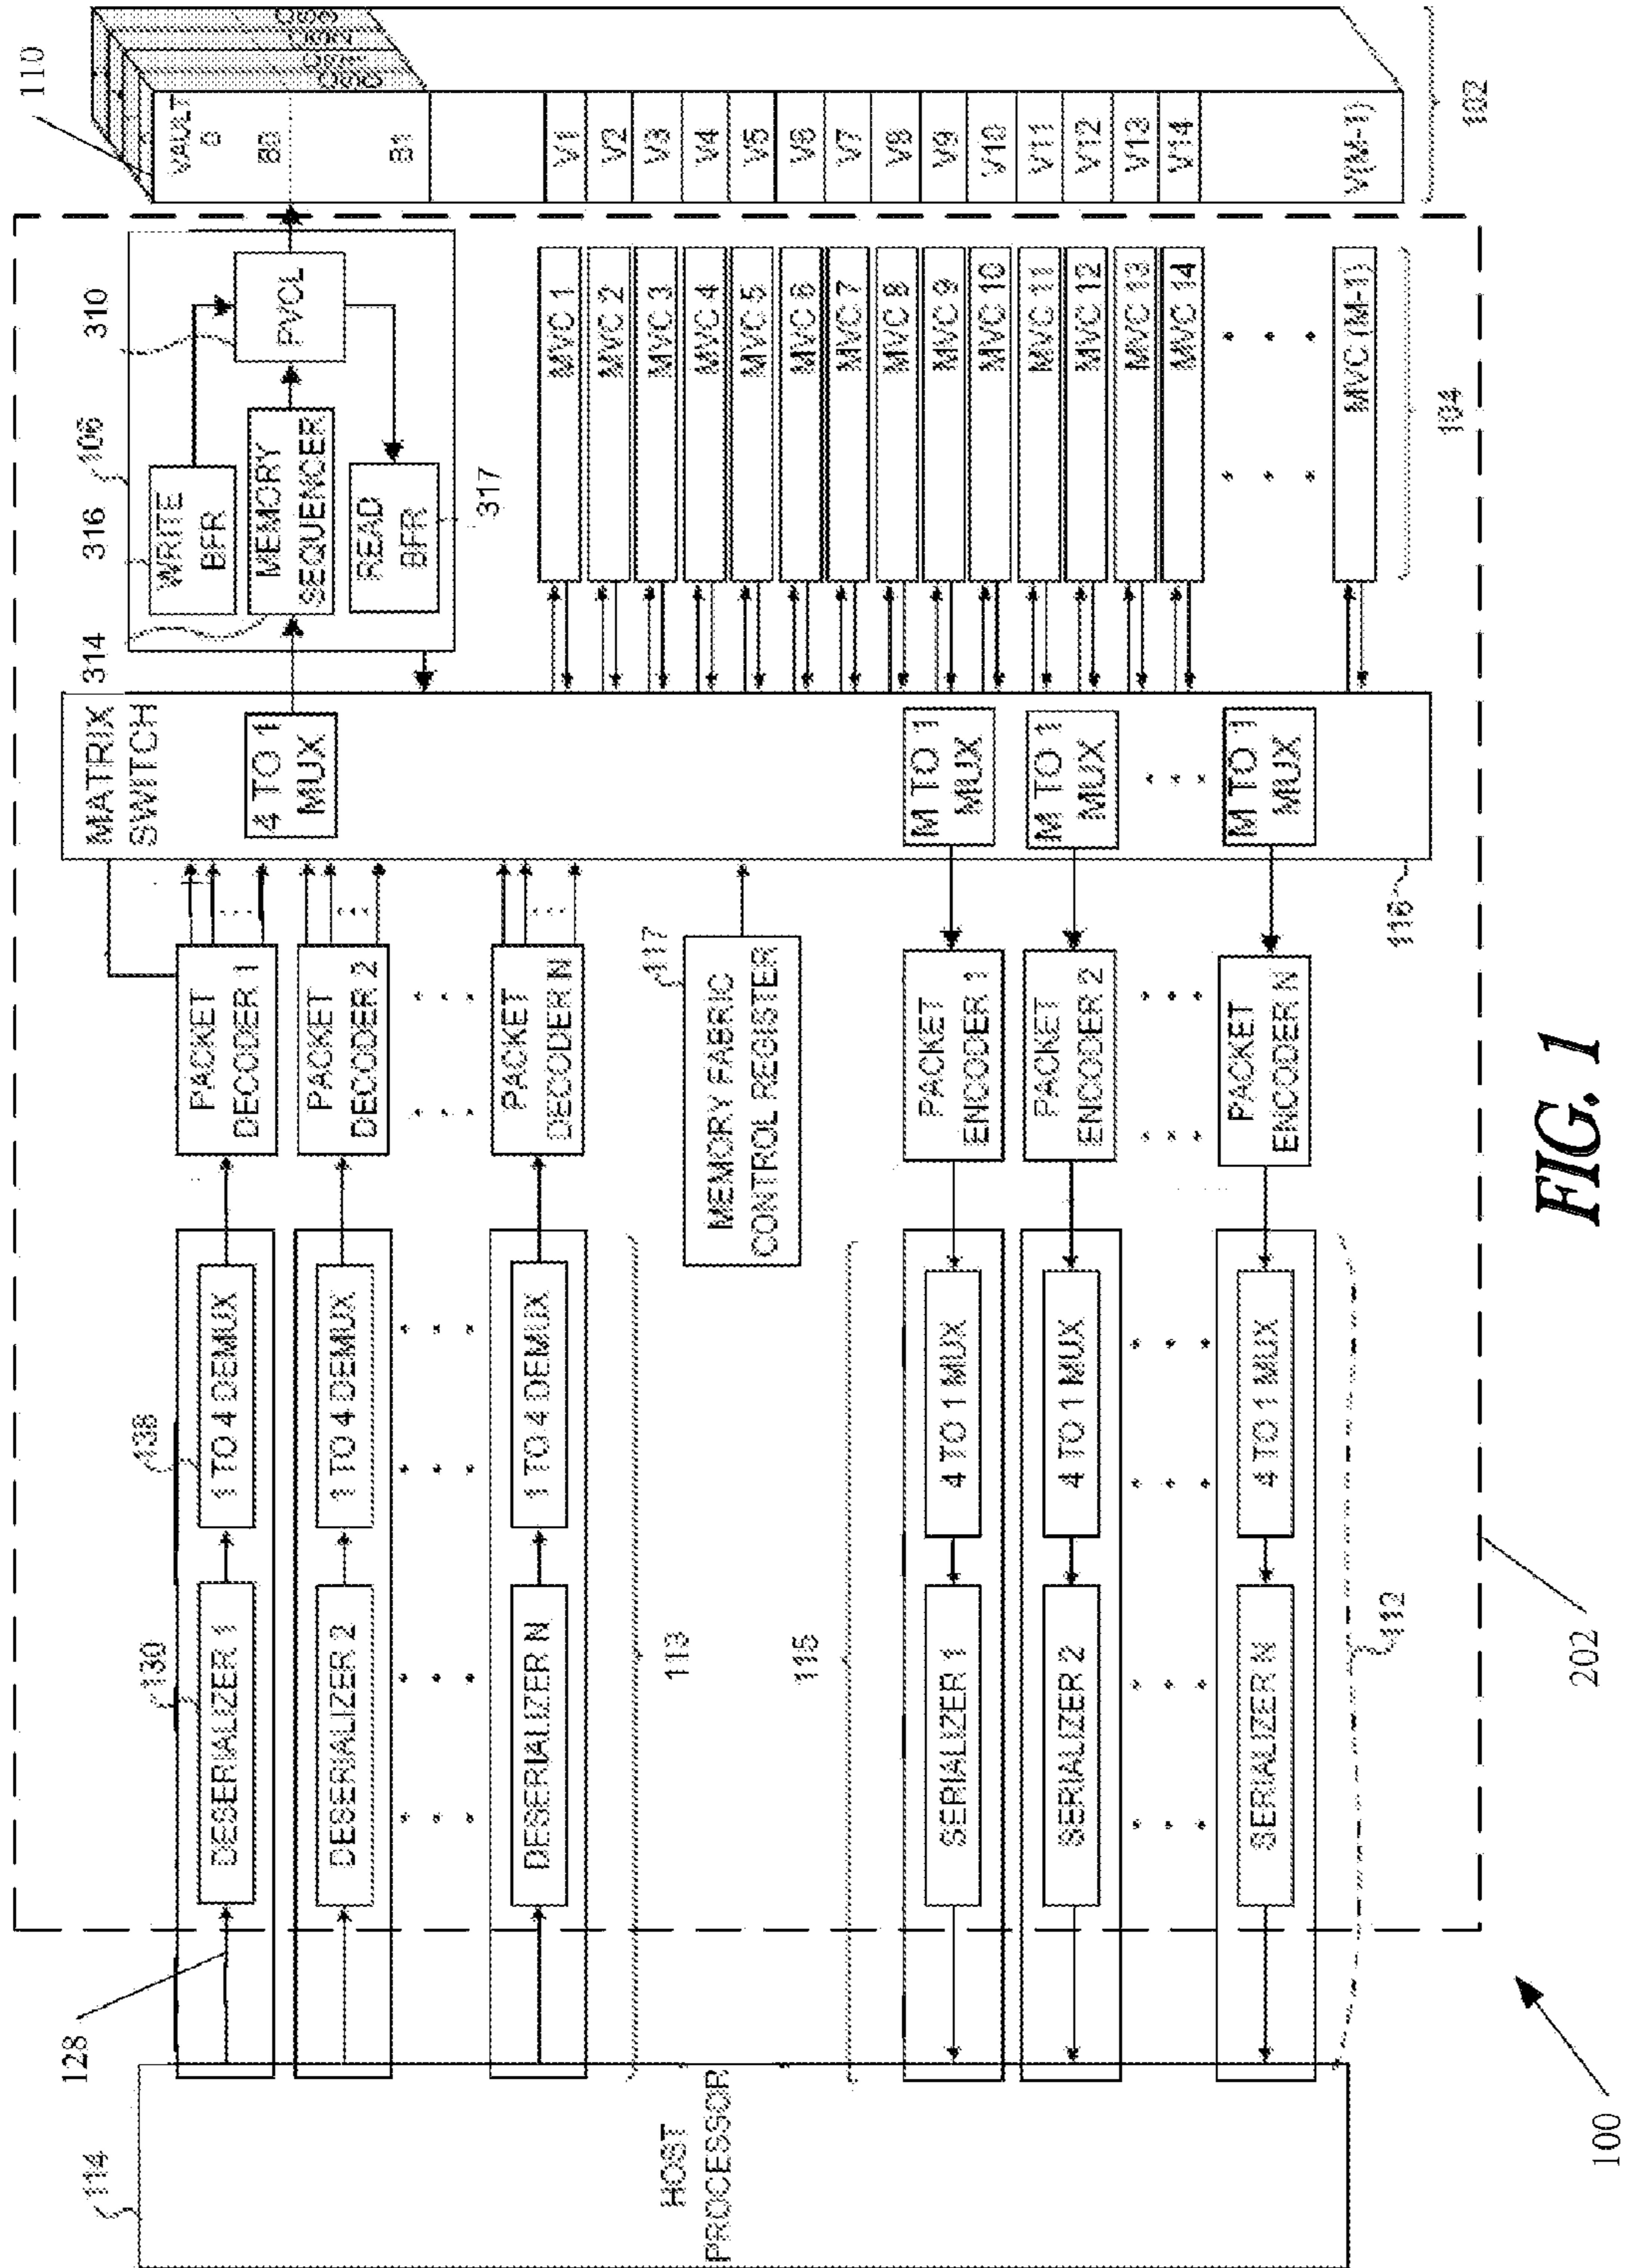 114
HOST
PROCESSOR
128
130
138
DESERIALIZER 1
1 TO 4 DEMUX
PACKET
DECODER 1
DESERIALIZER 2
1 TO 4 DEMUX
PACKET
DECODER 2
DESERIALIZER N
1 TO 4 DEMUX
PACKET
DECODER N
113
117
MEMORY FABRIC
CONTROL REGISTER
115
SERIALIZER 1
4 TO 1 MUX
PACKET
ENCODER 1
SERIALIZER 2
4 TO 1 MUX
PACKET
ENCODER 2
SERIALIZER N
4 TO 1 MUX
PACKET
ENCODER N
112
MATRIX
SWITCH
4 TO 1
MUX
M TO 1
MUX
M TO 1
MUX
M TO 1
MUX
116
314
316
106
310
WRITE
BFR
MEMORY
SEQUENCER
READ
BFR
PVCL
317
MVC 1
MVC 2
MVC 3
MVC 4
MVC 5
MVC 6
MVC 7
MVC 8
MVC 9
MVC 10
MVC 11
MVC 12
MVC 13
MVC 14
MVC (M-1)
104
110
VAULT
0
B0
B1
V1
V2
V3
V4
V5
V6
V7
V8
V9
V10
V11
V12
V13
V14
V(M-1)
102
202
100
FIG. 1